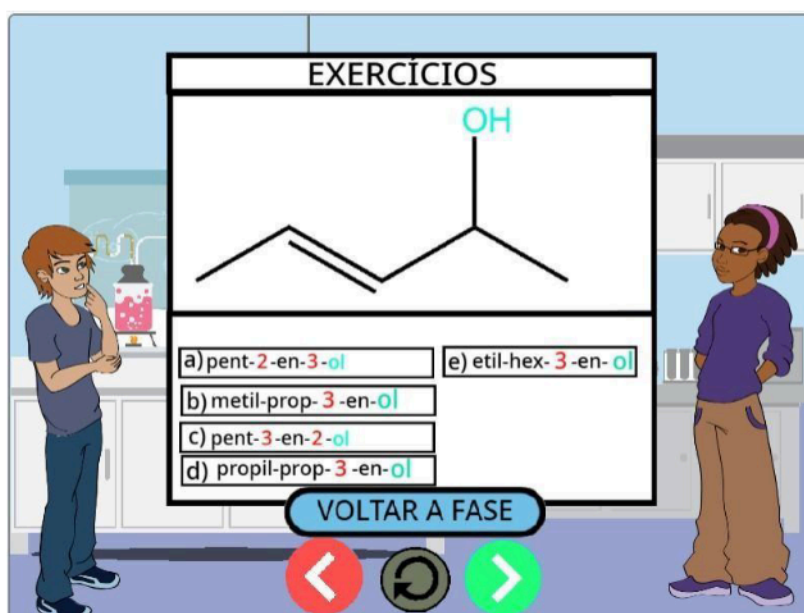 EXERCÍCIOS
OH
a) pent-2-en-3-ol
b) metil-prop-3-en-ol
c) pent-3-en-2-ol
d) propil-prop-3-en-ol
e) etil-hex-3-en-ol
VOLTAR A FASE